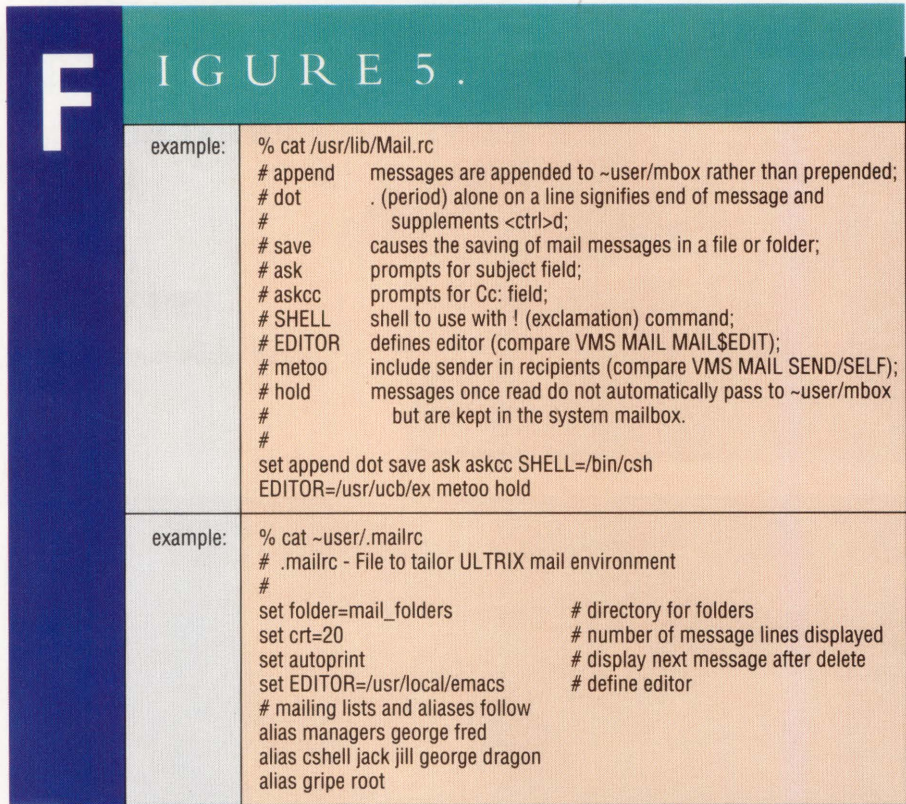 FIGURE 5.
example:
% cat /usr/lib/Mail.rc
# append messages are appended to ~user/mbox rather than prepended;
# dot . (period) alone on a line signifies end of message and
# supplements <ctrl>d;
# save causes the saving of mail messages in a file or folder;
# ask prompts for subject field;
# askcc prompts for Cc: field;
# SHELL shell to use with ! (exclamation) command;
# EDITOR defines editor (compare VMS MAIL MAIL$EDIT);
# metoo include sender in recipients (compare VMS MAIL SEND/SELF);
# hold messages once read do not automatically pass to ~user/mbox
# but are kept in the system mailbox.
#
set append dot save ask askcc SHELL=/bin/csh
EDITOR=/usr/ucb/ex metoo hold
example:
% cat ~user/.mailrc
# .mailrc - File to tailor ULTRIX mail environment
#
set folder=mail_folders # directory for folders
set crt=20 # number of message lines displayed
set autoprint # display next message after delete
set EDITOR=/usr/local/emacs # define editor
# mailing lists and aliases follow
alias managers george fred
alias cshell jack jill george dragon
alias gripe root